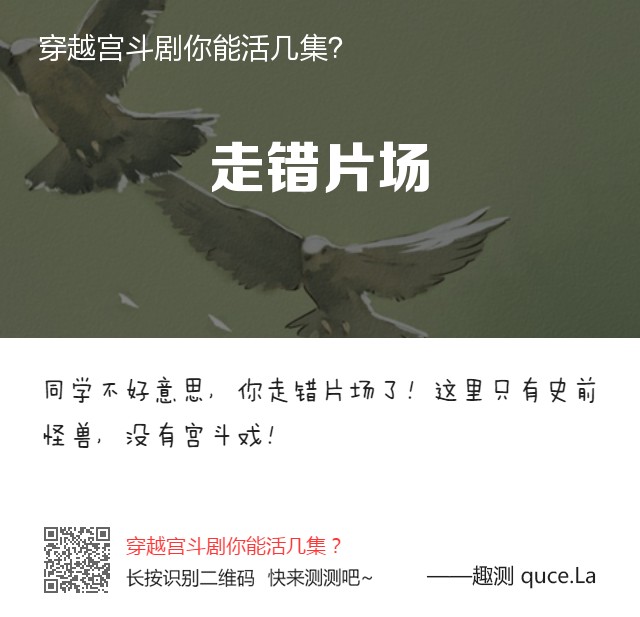 穿越宫斗剧你能活几集?
走错片场
同学不好意思，你走错片场了！这里只有史前
怪兽，没有宫斗戏！
穿越宫斗剧你能活几集？
长按识别二维码 快来测测吧~ ——趣测 quce.La